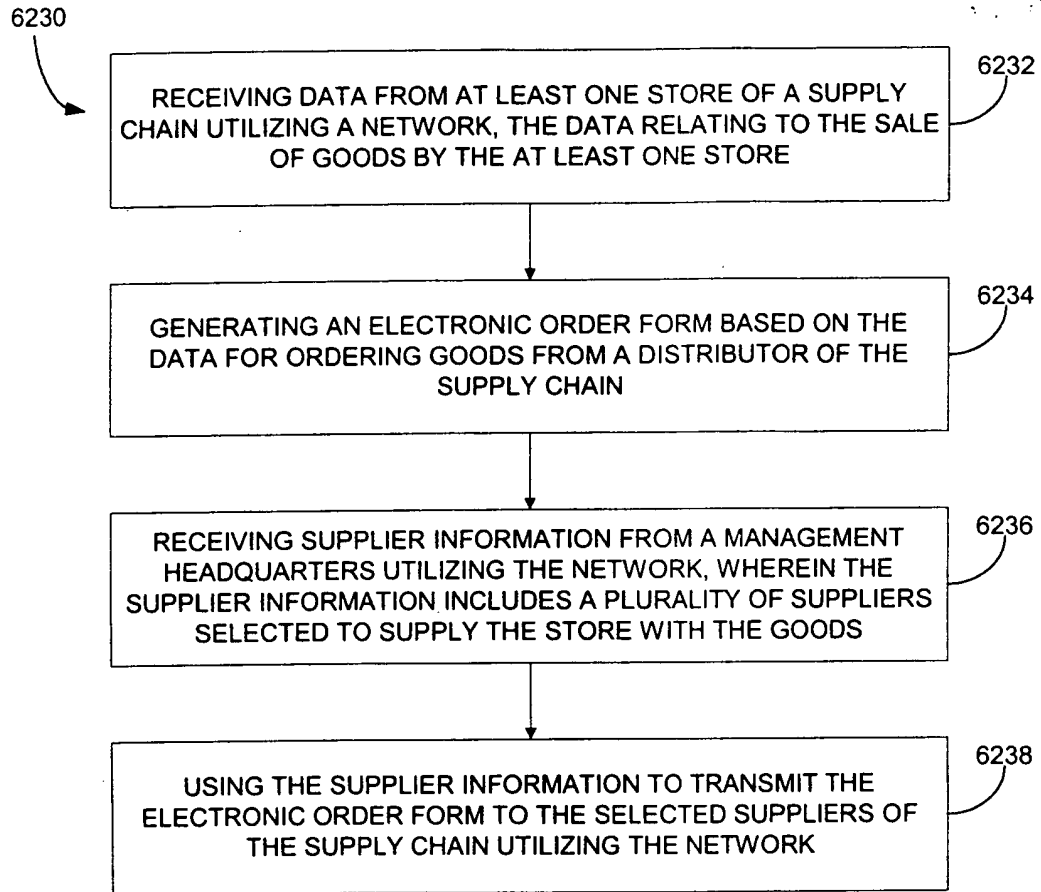 6230
6232
RECEIVING DATA FROM AT LEAST ONE STORE OF A SUPPLY
CHAIN UTILIZING A NETWORK, THE DATA RELATING TO THE SALE
OF GOODS BY THE AT LEAST ONE STORE
6234
GENERATING AN ELECTRONIC ORDER FORM BASED ON THE
DATA FOR ORDERING GOODS FROM A DISTRIBUTOR OF THE
SUPPLY CHAIN
6236
RECEIVING SUPPLIER INFORMATION FROM A MANAGEMENT
HEADQUARTERS UTILIZING THE NETWORK, WHEREIN THE
SUPPLIER INFORMATION INCLUDES A PLURALITY OF SUPPLIERS
SELECTED TO SUPPLY THE STORE WITH THE GOODS
6238
USING THE SUPPLIER INFORMATION TO TRANSMIT THE
ELECTRONIC ORDER FORM TO THE SELECTED SUPPLIERS OF
THE SUPPLY CHAIN UTILIZING THE NETWORK